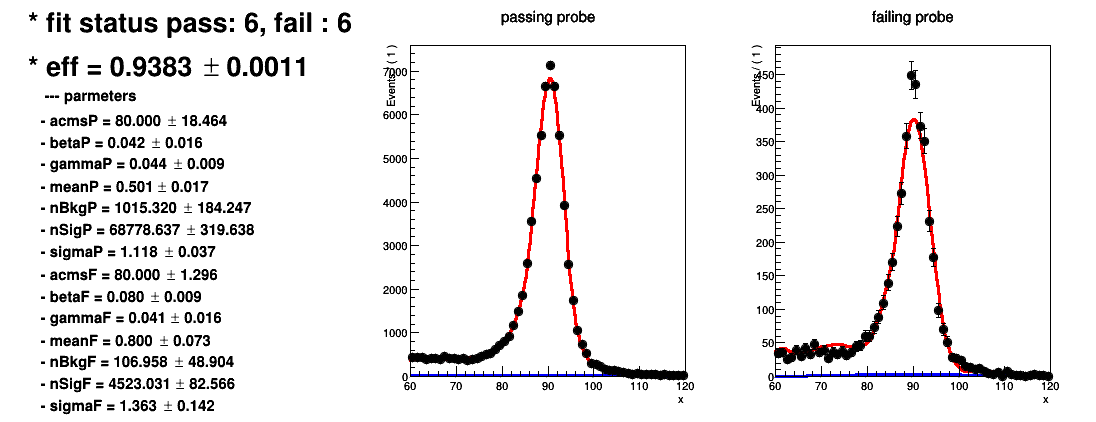 * fit status pass: 6, fail : 6
* eff = 0.9383 ± 0.0011
--- parmeters
- acmsP = 80.000 ± 18.464
- betaP = 0.042 ± 0.016
- gammaP = 0.044 ± 0.009
- meanP = 0.501 ± 0.017
- nBkgP = 1015.320 ± 184.247
- nSigP = 68778.637 ± 319.638
- sigmaP = 1.118 ± 0.037
- acmsF = 80.000 ± 1.296
- betaF = 0.080 ± 0.009
- gammaF = 0.041 ± 0.016
- meanF = 0.800 ± 0.073
- nBkgF = 106.958 ± 48.904
- nSigF = 4523.031 ± 82.566
- sigmaF = 1.363 ± 0.142
passing probe
Events / ( 1 )
7000
6000
5000
4000
3000
2000
1000
0
60 70 80 90 100 110 120
x
failing probe
Events / ( 1 )
450
400
350
300
250
200
150
100
50
0
60 70 80 90 100 110 120
x